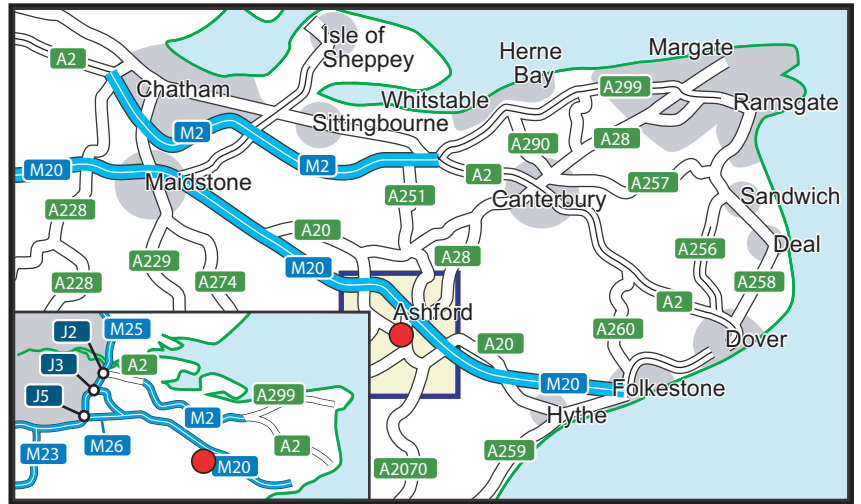 Isle of
Sheppey
Herne
Bay
Margate
A2
Chatham
Whitstable
A299
Ramsgate
Sittingbourne
M2
A290
A28
M20
Maidstone
M2
A2
A257
A251
Canterbury
Sandwich
A228
A20
Deal
A229
A28
A256
A228
A274
M20
A258
A2
Ashford
J2
M25
A20
A260
Dover
J3
A2
J5
A299
M20
Folkestone
M2
Hythe
M23
M26
A2
A259
M20
A2070